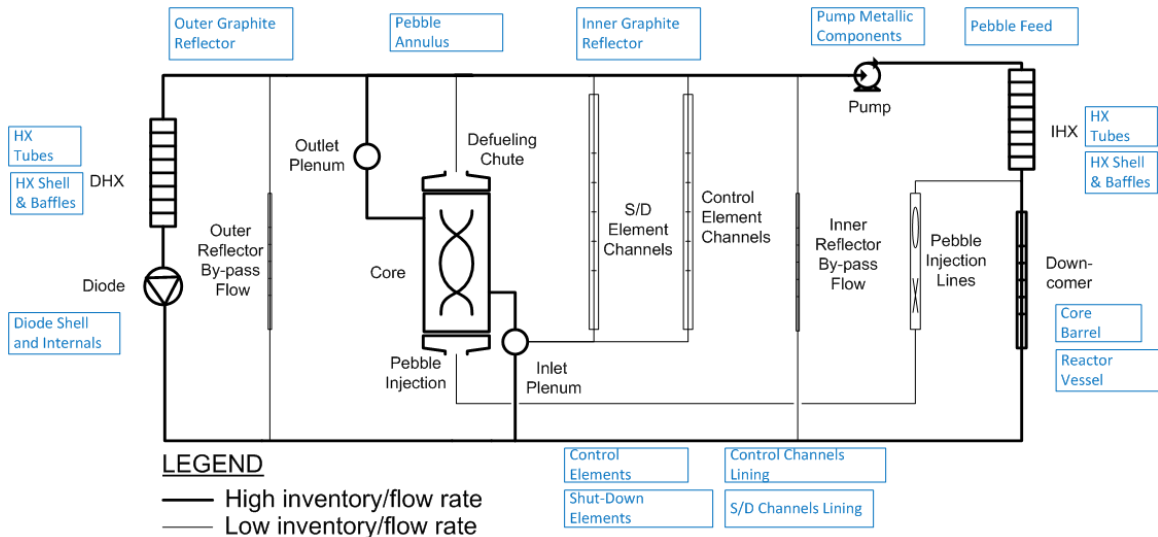 Outer Graphite
Reflector
Pebble
Annulus
Inner Graphite
Reflector
Pump Metallic
Components
Pebble Feed
HX
Tubes
HX Shell
& Baffles
DHX
Diode
Diode Shell
and Internals
Outer
Reflector
By-pass
Flow
Outlet
Plenum
Defueling
Chute
Core
Pebble
Injection
Inlet
Plenum
S/D
Element
Channels
Control
Element
Channels
Inner
Reflector
By-pass
Flow
Pump
Pebble
Injection
Lines
IHX
HX
Tubes
HX Shell
& Baffles
Down-
comer
Core
Barrel
Reactor
Vessel
Control
Elements
Shut-Down
Elements
Control Channels
Lining
S/D Channels Lining
LEGEND
High inventory/flow rate
Low inventory/flow rate